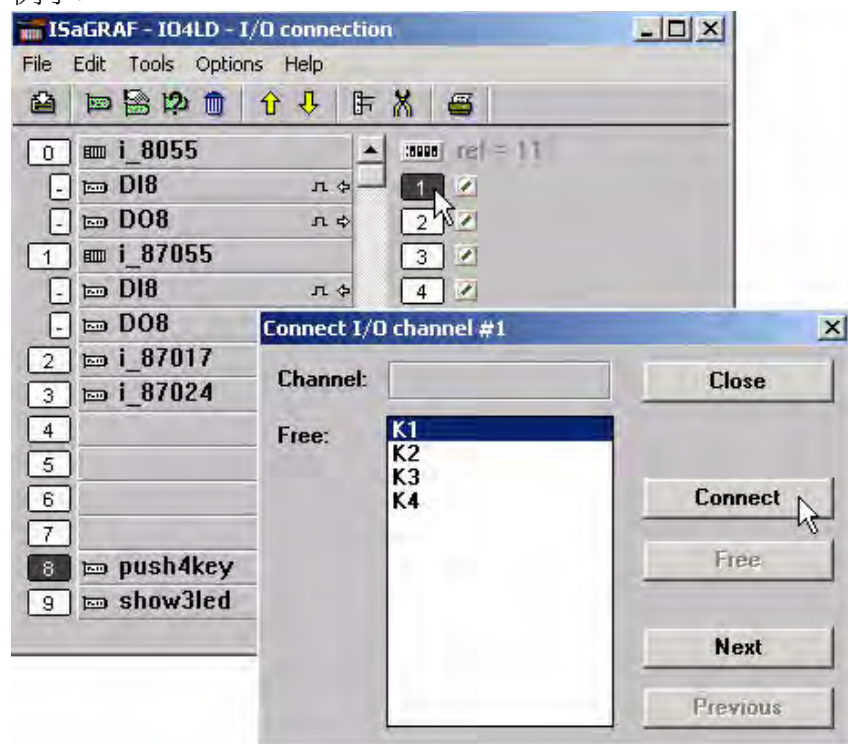 ISaGRAF - IO4LD - I/O connection
File Edit Tools Options Help
0 i_8055
ref = 11
- DI8
1
- DO8
2
1 i_87055
3
- DI8
4
- DO8
2 i_87017
3 i_87024
4
5
6
7
8 push4key
9 show3led
Connect I/O channel #1
Channel:
Close
Free:
K1
K2
K3
K4
Connect
Free
Next
Previous